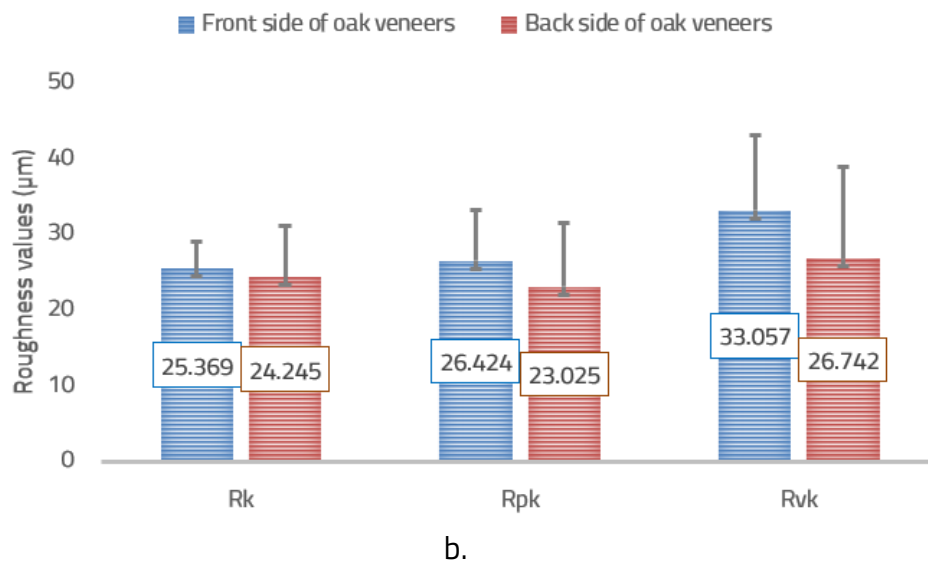 Front side of oak veneers Back side of oak veneers
50
40
30
20
10
0
Roughness values (μm)
25.369 24.245 26.424 23.025 33.057 26.742
Rk Rpk Rvk
b.